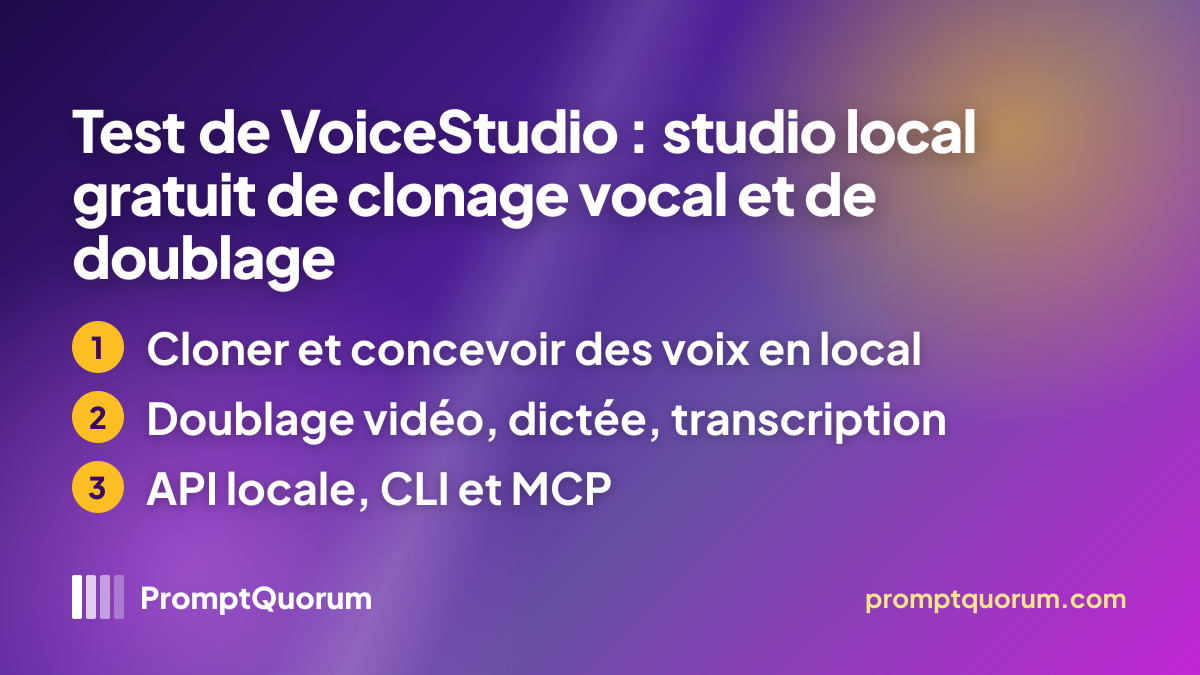 Test de VoiceStudio : studio local
gratuit de clonage vocal et de
doublage
1 Cloner et concevoir des voix en local
2 Doublage vidéo, dictée, transcription
3 API locale, CLI et MCP
PromptQuorum
promptquorum.com